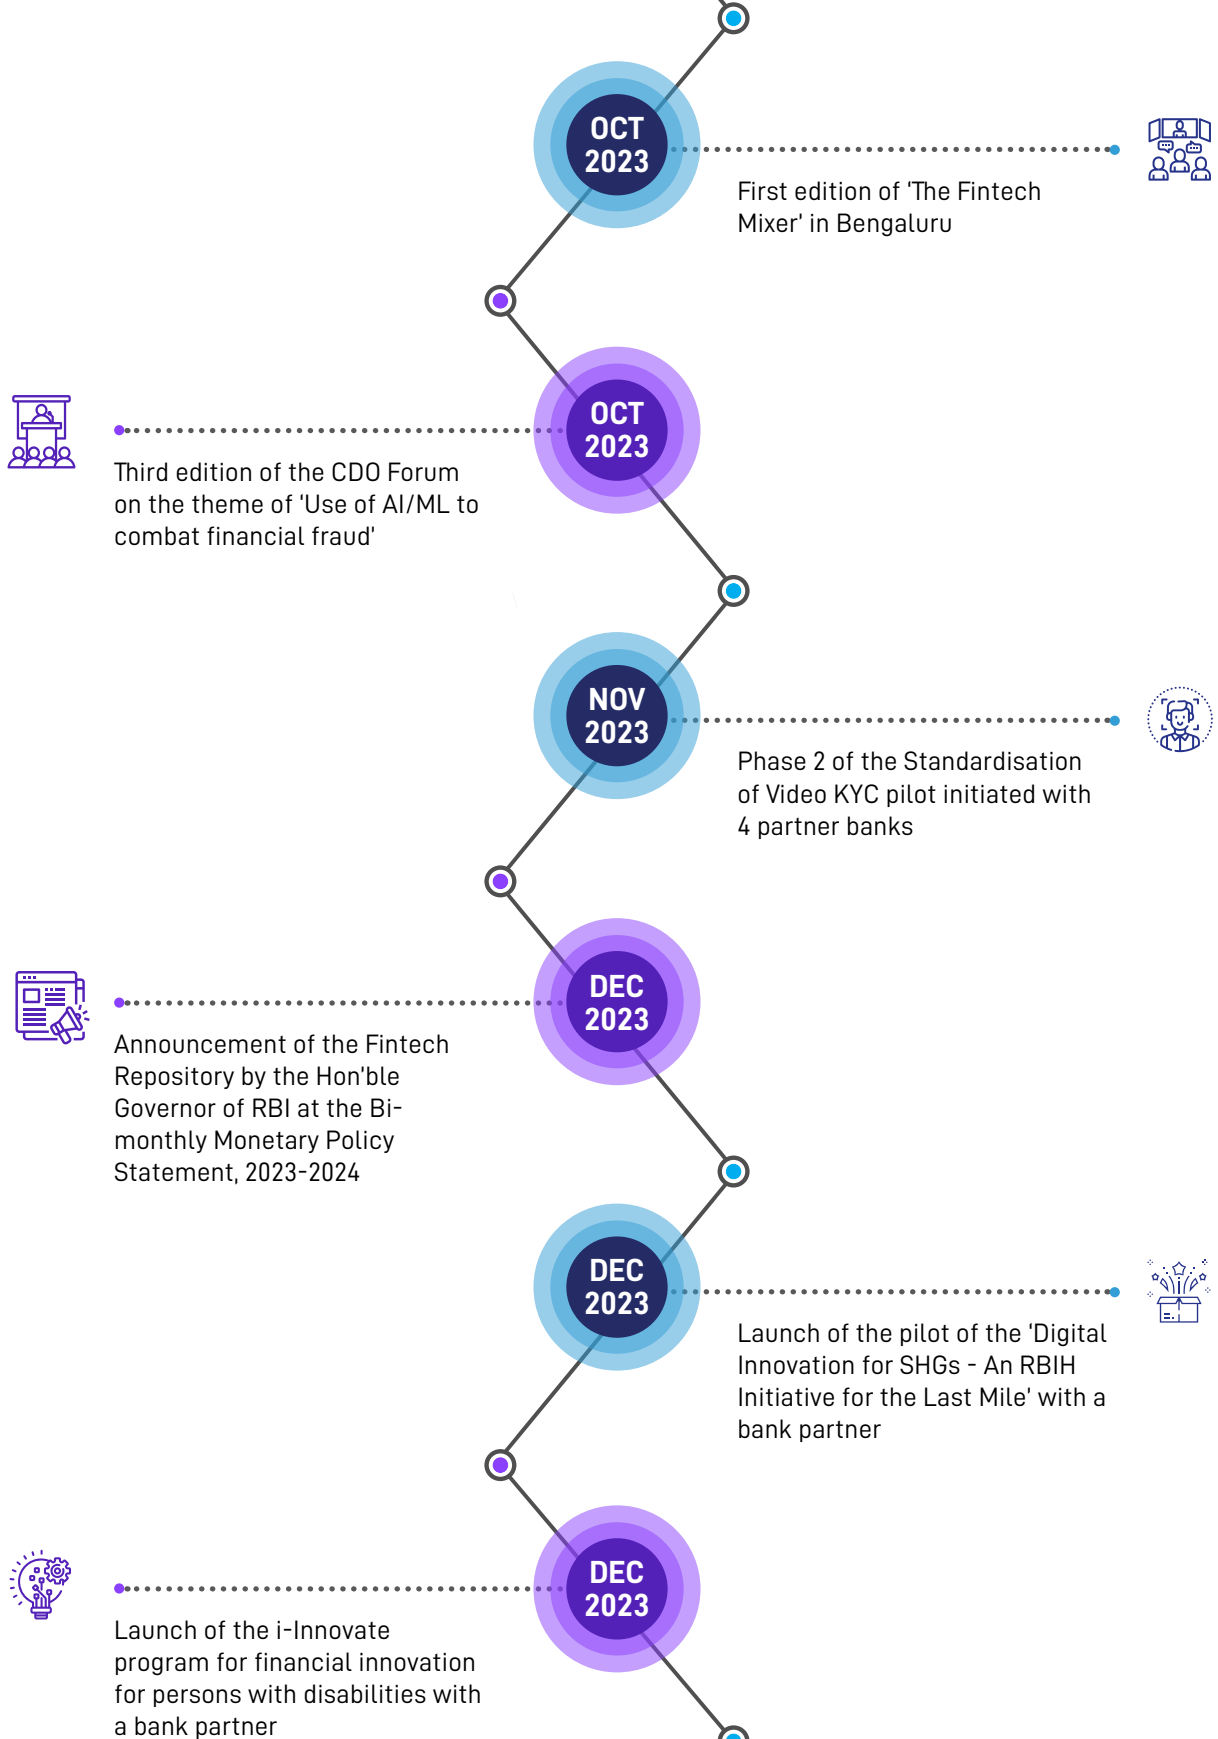 OCT
2023
First edition of ‘The Fintech
Mixer’ in Bengaluru
OCT
2023
Third edition of the CDO Forum
on the theme of ‘Use of AI/ML to
combat financial fraud’
NOV
2023
Phase 2 of the Standardisation
of Video KYC pilot initiated with
4 partner banks
DEC
2023
Announcement of the Fintech
Repository by the Hon’ble
Governor of RBI at the Bi-
monthly Monetary Policy
Statement, 2023-2024
DEC
2023
Launch of the pilot of the ‘Digital
Innovation for SHGs - An RBIH
Initiative for the Last Mile’ with a
bank partner
DEC
2023
Launch of the i-Innovate
program for financial innovation
for persons with disabilities with
a bank partner